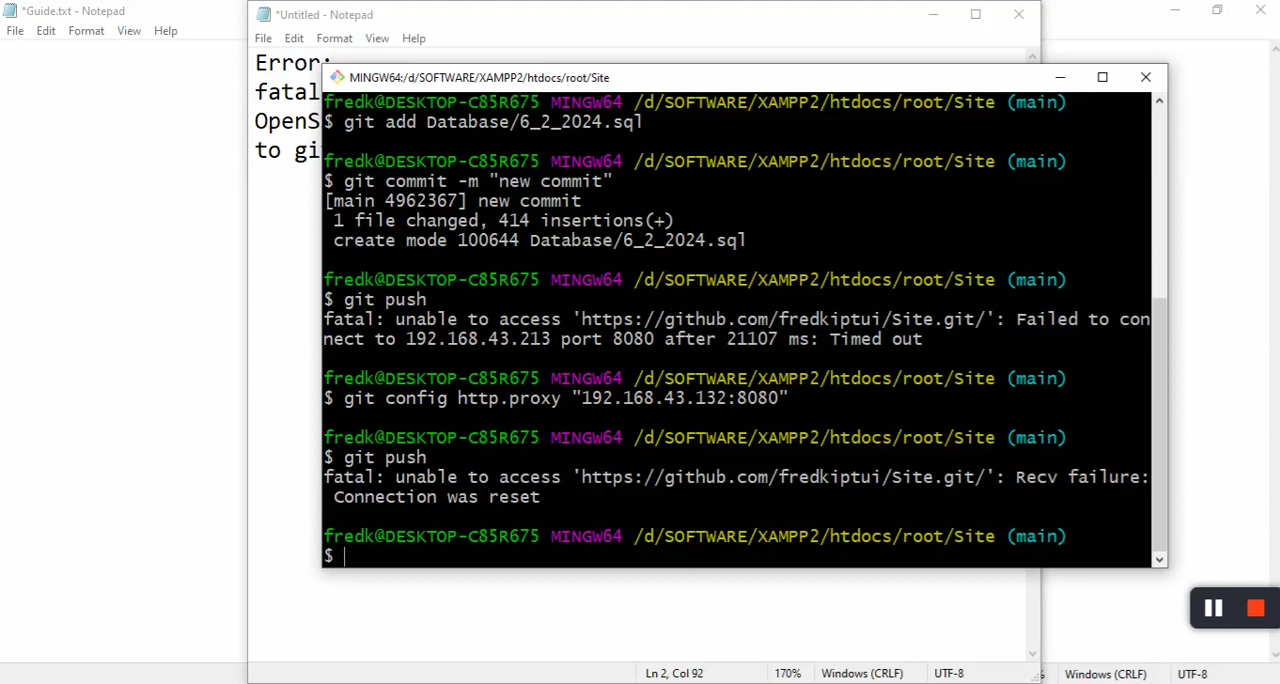 *Guide.txt - Notepad
File Edit Format View Help
*Untitled - Notepad
File Edit Format View Help
Error:
fatal
OpenS
to gi
MINGW64:/d/SOFTWARE/XAMPP2/htdocs/root/Site
fredk@DESKTOP-C85R675 MINGW64 /d/SOFTWARE/XAMPP2/htdocs/root/Site (main)
$ git add Database/6_2_2024.sql
fredk@DESKTOP-C85R675 MINGW64 /d/SOFTWARE/XAMPP2/htdocs/root/Site (main)
$ git commit -m "new commit"
[main 4962367] new commit
1 file changed, 414 insertions(+)
create mode 100644 Database/6_2_2024.sql
fredk@DESKTOP-C85R675 MINGW64 /d/SOFTWARE/XAMPP2/htdocs/root/Site (main)
$ git push
fatal: unable to access 'https://github.com/fredkiptui/Site.git/': Failed to con
nect to 192.168.43.213 port 8080 after 21107 ms: Timed out
fredk@DESKTOP-C85R675 MINGW64 /d/SOFTWARE/XAMPP2/htdocs/root/Site (main)
$ git config http.proxy "192.168.43.132:8080"
fredk@DESKTOP-C85R675 MINGW64 /d/SOFTWARE/XAMPP2/htdocs/root/Site (main)
$ git push
fatal: unable to access 'https://github.com/fredkiptui/Site.git/': Recv failure:
Connection was reset
fredk@DESKTOP-C85R675 MINGW64 /d/SOFTWARE/XAMPP2/htdocs/root/Site (main)
$
Ln 2, Col 92 170% Windows (CRLF) UTF-8
% Windows (CRLF) UTF-8